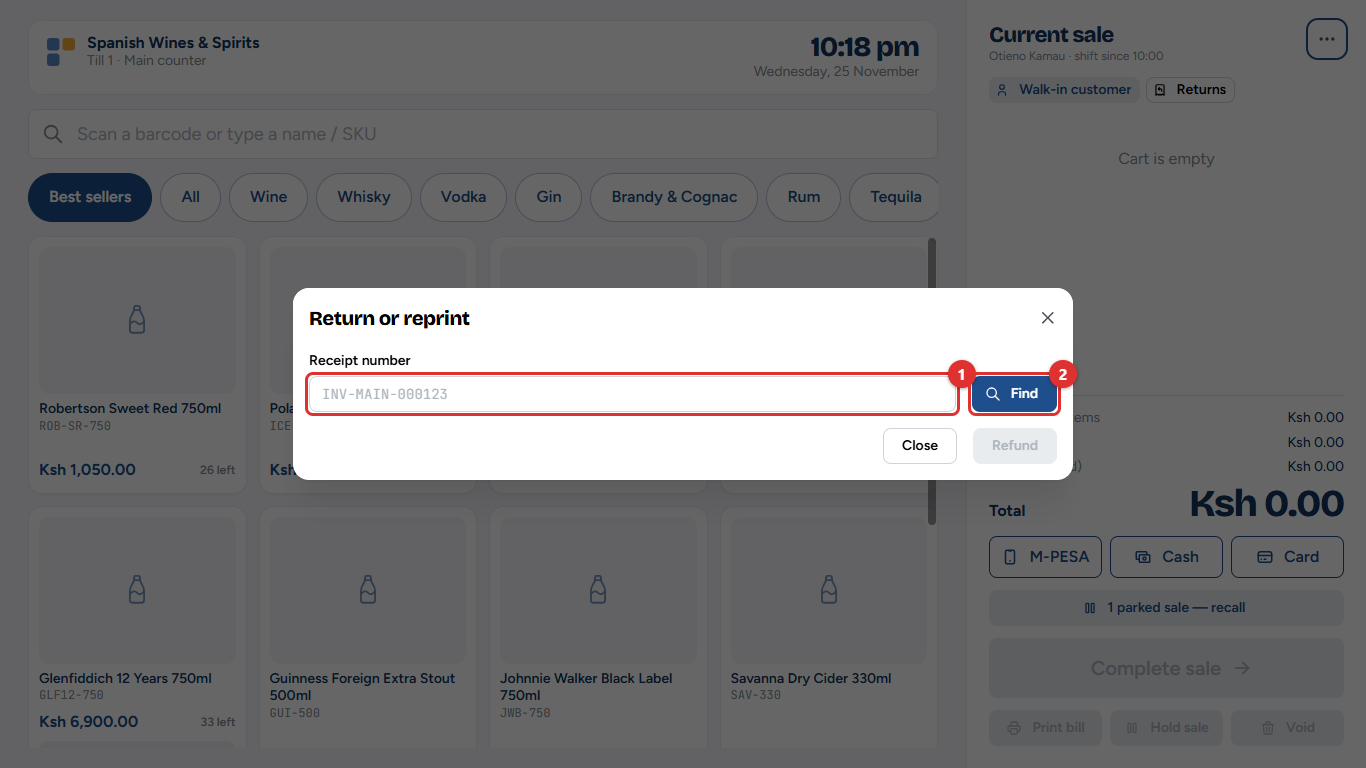 Spanish Wines & Spirits
Till 1 · Main counter
10:18 pm
Wednesday, 25 November
Scan a barcode or type a name / SKU
Best sellers
All
Wine
Whisky
Vodka
Gin
Brandy & Cognac
Rum
Tequila
Robertson Sweet Red 750ml
ROB-SR-750
Ksh 1,050.00
26 left
Glenfiddich 12 Years 750ml
GLF12-750
Ksh 6,900.00
33 left
Guinness Foreign Extra Stout
500ml
GUI-500
Johnnie Walker Black Label
750ml
JWB-750
Savanna Dry Cider 330ml
SAV-330
Return or reprint
Receipt number
INV-MAIN-000123
1
Find
2
Close
Refund
Current sale
Otieno Kamau · shift since 10:00
Walk-in customer
Returns
Cart is empty
Ksh 0.00
Ksh 0.00
Ksh 0.00
Total
Ksh 0.00
M-PESA
Cash
Card
1 parked sale — recall
Complete sale
Print bill
Hold sale
Void